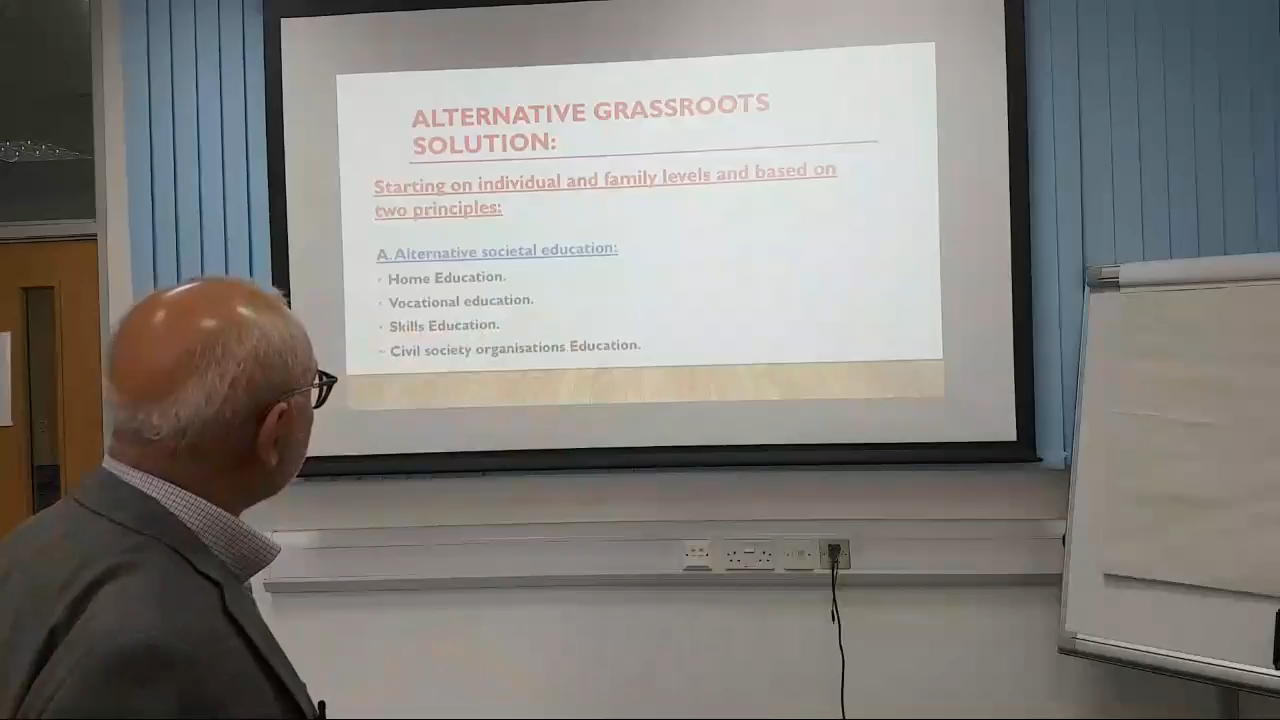 ALTERNATIVE GRASSROOTS
SOLUTION:
Starting on individual and family levels and based on
two principles:
A.Alternative societal education:
• Home Education.
• Vocational education.
• Skills Education.
– Civil society organisations Education.